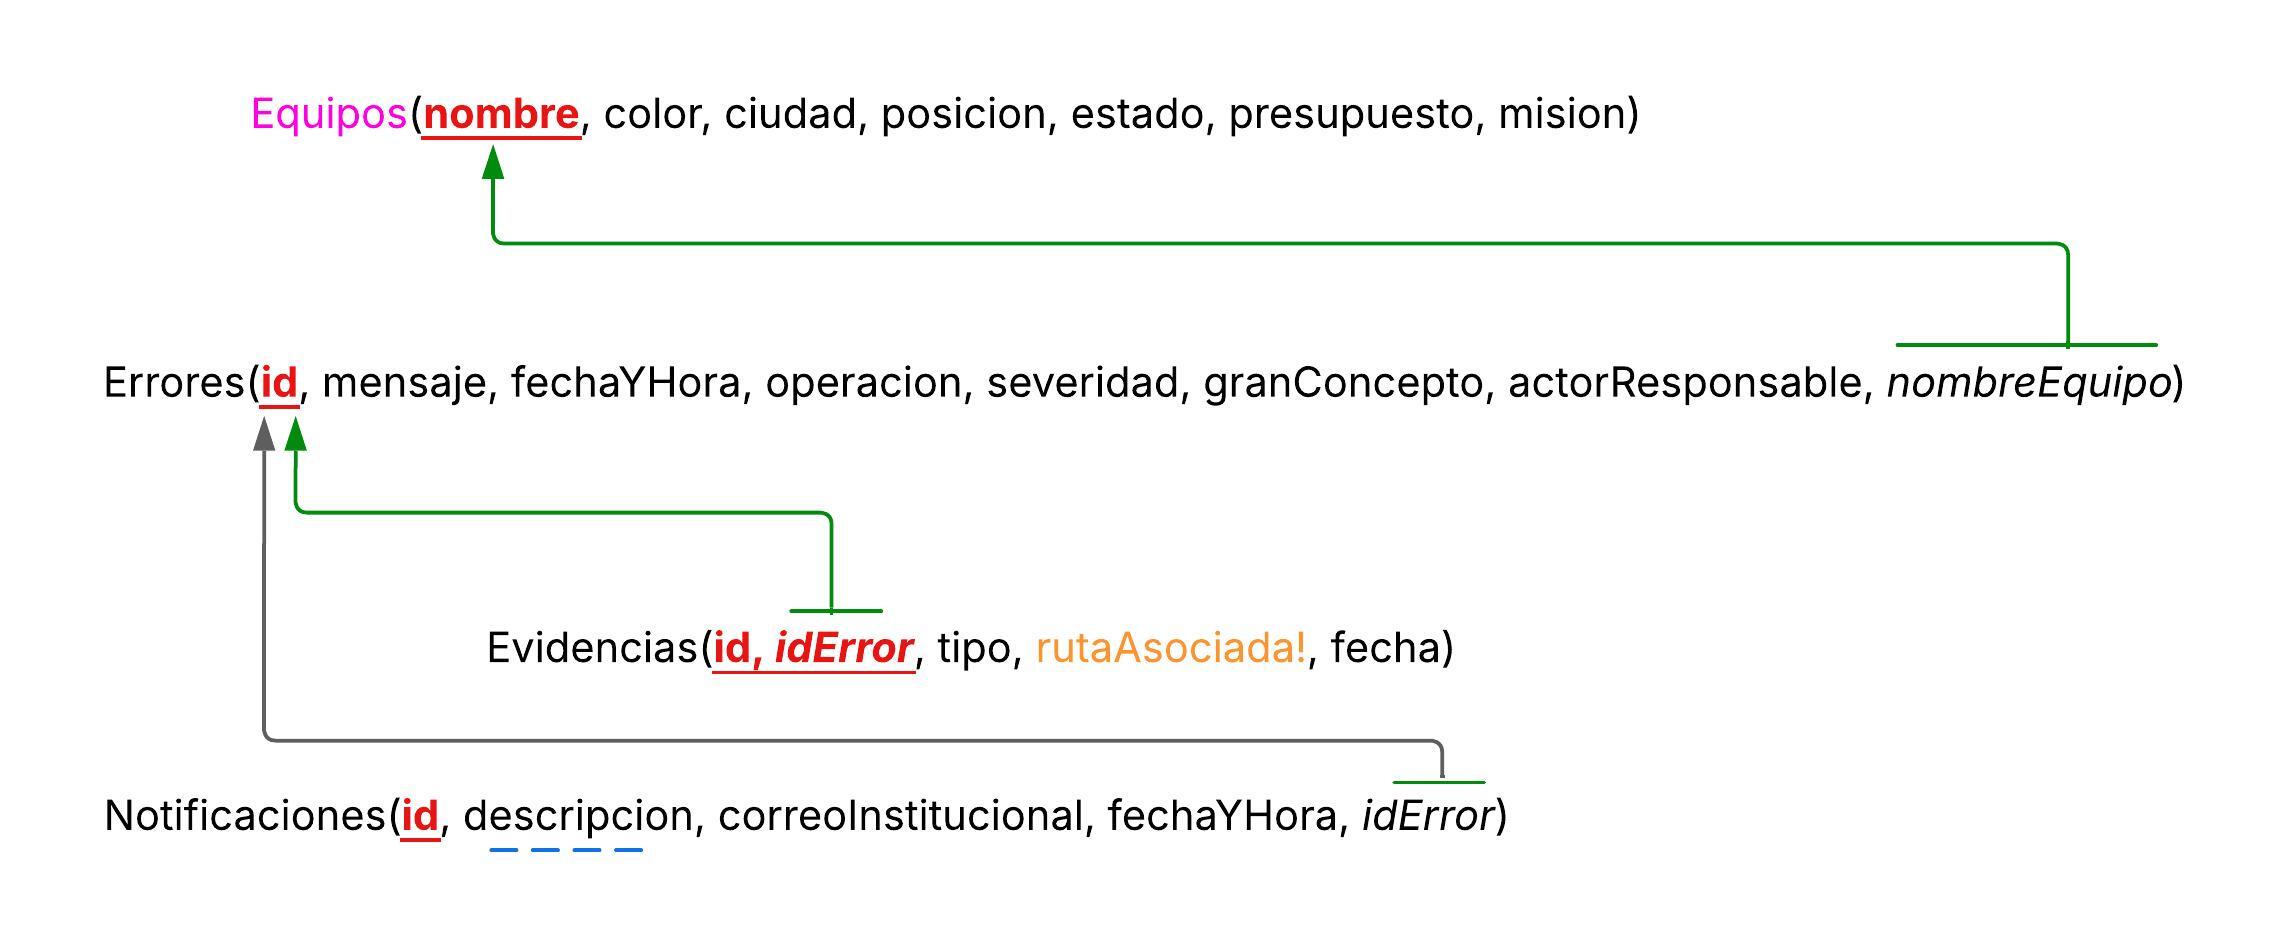 Equipos(nombre, color, ciudad, posicion, estado, presupuesto, mision)
Errores(id, mensaje, fechaYHora, operacion, severidad, granConcepto, actorResponsable, nombreEquipo)
Evidencias(id, idError, tipo, rutaAsociada!, fecha)
Notificaciones(id, descripcion, correoInstitucional, fechaYHora, idError)